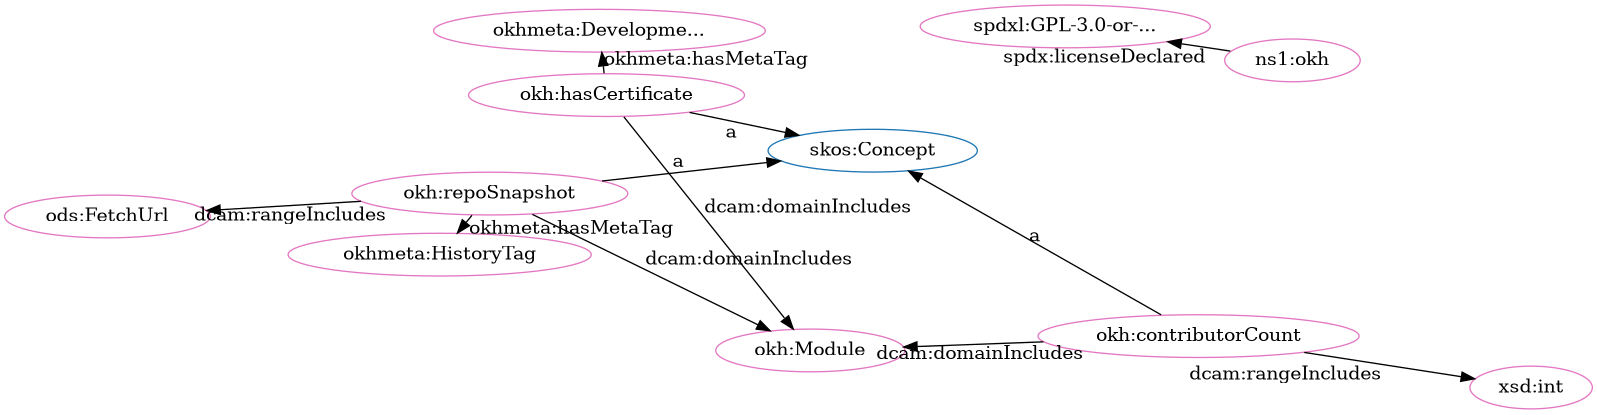 okhmeta:Developme...
spdxl:GPL-3.0-or-...
okhmeta:hasMetaTag
spdx:licenseDeclared
ns1:okh
okh:hasCertificate
a
skos:Concept
a
okh:repoSnapshot
dcam:domainIncludes
ods:FetchUrl
dcam:rangeIncludes
okhmeta:hasMetaTag
a
okhmeta:HistoryTag
dcam:domainIncludes
okh:contributorCount
okh:Module
dcam:domainIncludes
dcam:rangeIncludes
xsd:int